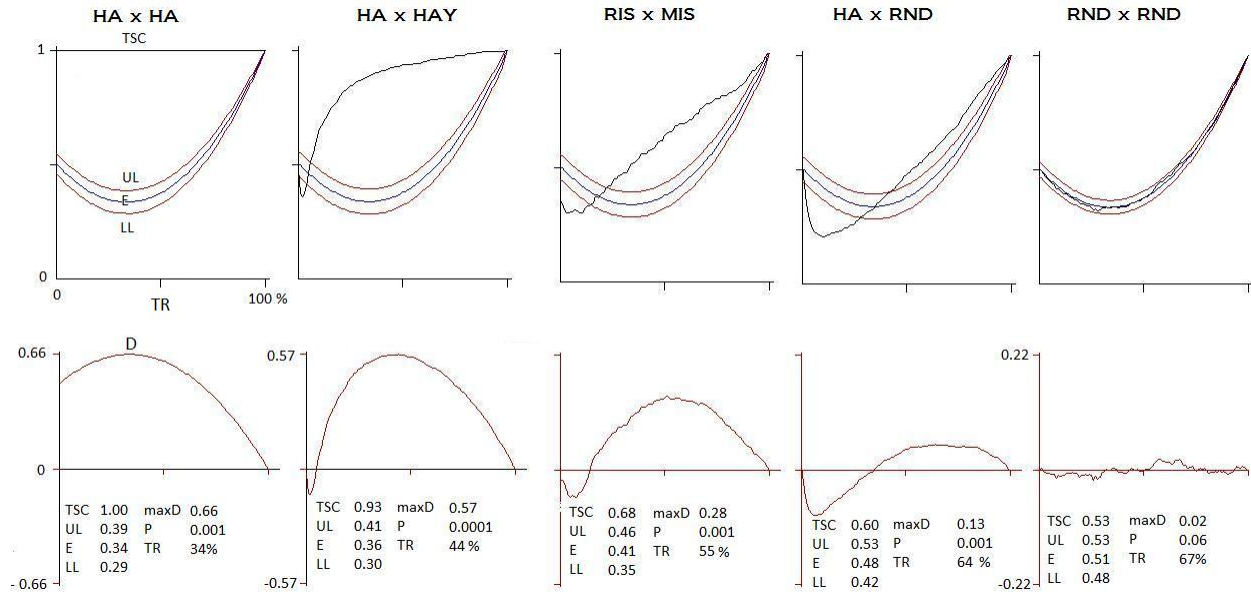 HA x HA
HA x HAY
RIS x MIS
HA x RND
RND x RND
TSC
1
UL
E
LL
0
0
TR
100 %
D
0.66
0
- 0.66
TSC 1.00 maxD 0.66
UL 0.39 P 0.001
E 0.34 TR 34%
LL 0.29
0.57
-0.57
TSC 0.93 maxD 0.57
UL 0.41 P 0.0001
E 0.36 TR 44 %
LL 0.30
TSC 0.68 maxD 0.28
UL 0.46 P 0.001
E 0.41 TR 55 %
LL 0.35
TSC 0.60 maxD 0.13
UL 0.53 P 0.001
E 0.48 TR 64 %
LL 0.42
0.22
-0.22
TSC 0.53 maxD 0.02
UL 0.53 P 0.06
E 0.51 TR 67%
LL 0.48